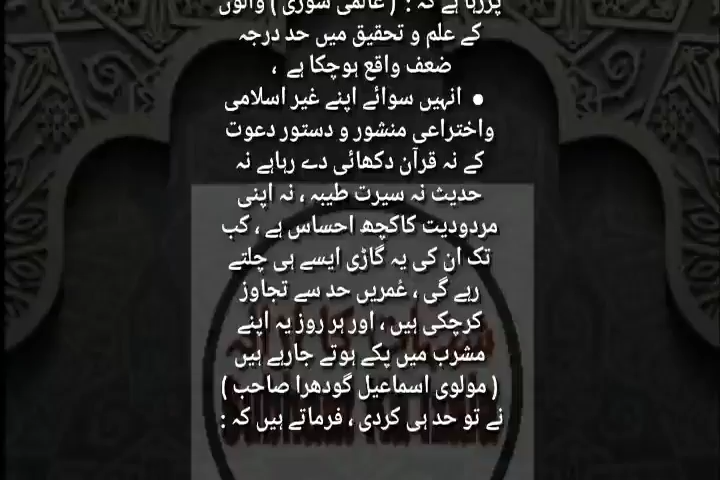 پڑرہا ہے کہ : ( عالمی شوریٰ ) والوں
کے علم و تحقیق میں حد درجہ
ضعف واقع ہوچکا ہے ،
● انہیں سوائے اپنے غیر اسلامی
واختراعی منشور و دستور دعوت
کے نہ قرآن دکھائی دے رہاہے نہ
حدیث نہ سیرت طیبہ ، نہ اپنی
مردودیت کاکچھ احساس ہے ، کب
تک ان کی یہ گاڑی ایسے ہی چلتے
رہے گی ، عُمریں حد سے تجاوز
کرچکی ہیں ، اور ہر روز یہ اپنے
مشرب میں پکے ہوتے جارہے ہیں
( مولوی اسماعیل گودھرا صاحب )
نے تو حد ہی کردی ، فرماتے ہیں کہ :